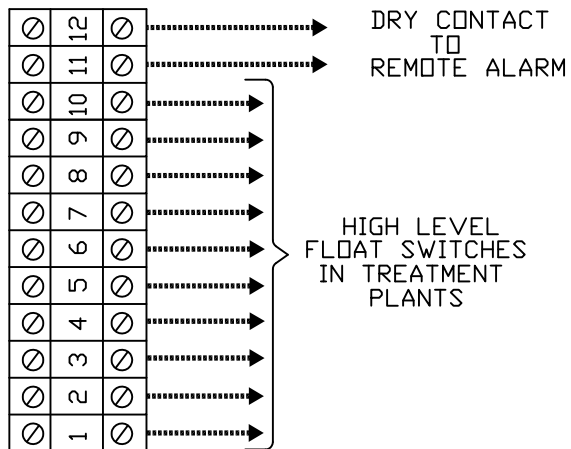 12
DRY CONTACT
TO
11
REMOTE ALARM
10
9
8
7
6
HIGH LEVEL
FLOAT SWITCHES
IN TREATMENT
PLANTS
5
4
3
2
1